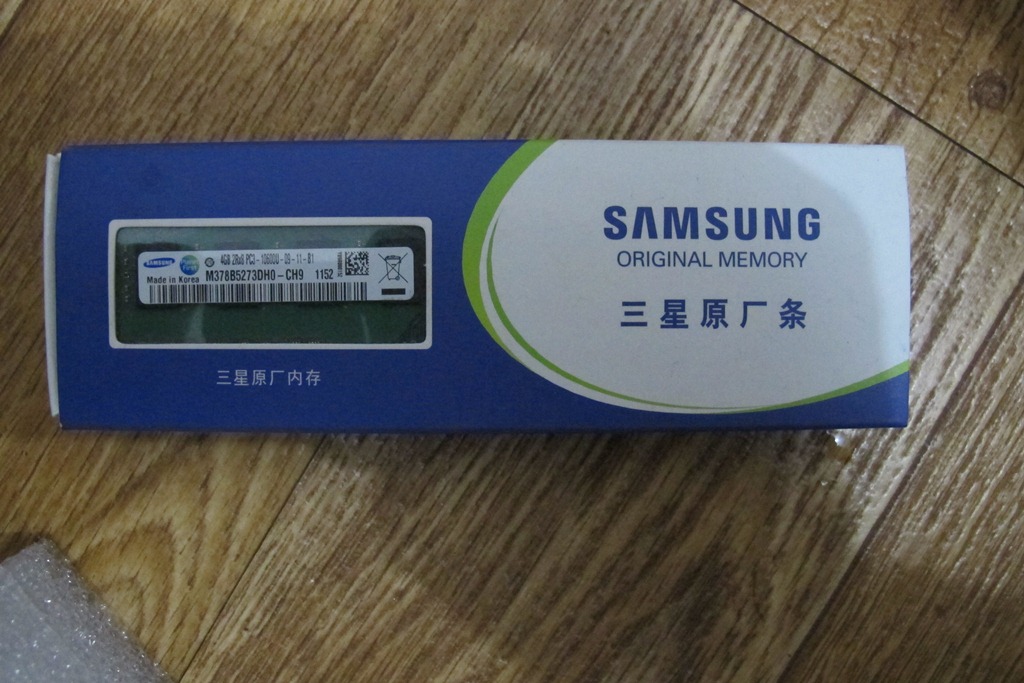 SAMSUNG
4GB 2Rx8 PC3-10600U-09-11-B1
Made in Korea M378B5273DH0-CH9 1152
三星原厂内存
SAMSUNG
ORIGINAL MEMORY
三星原厂条